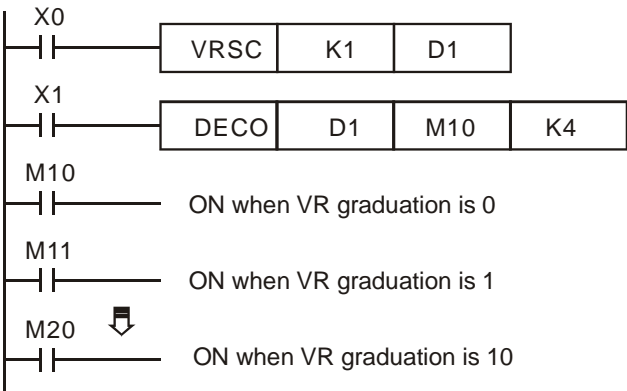 X0
VRSC K1 D1
X1
DECO D1 M10 K4
M10
ON when VR graduation is 0
M11
ON when VR graduation is 1
M20
ON when VR graduation is 10